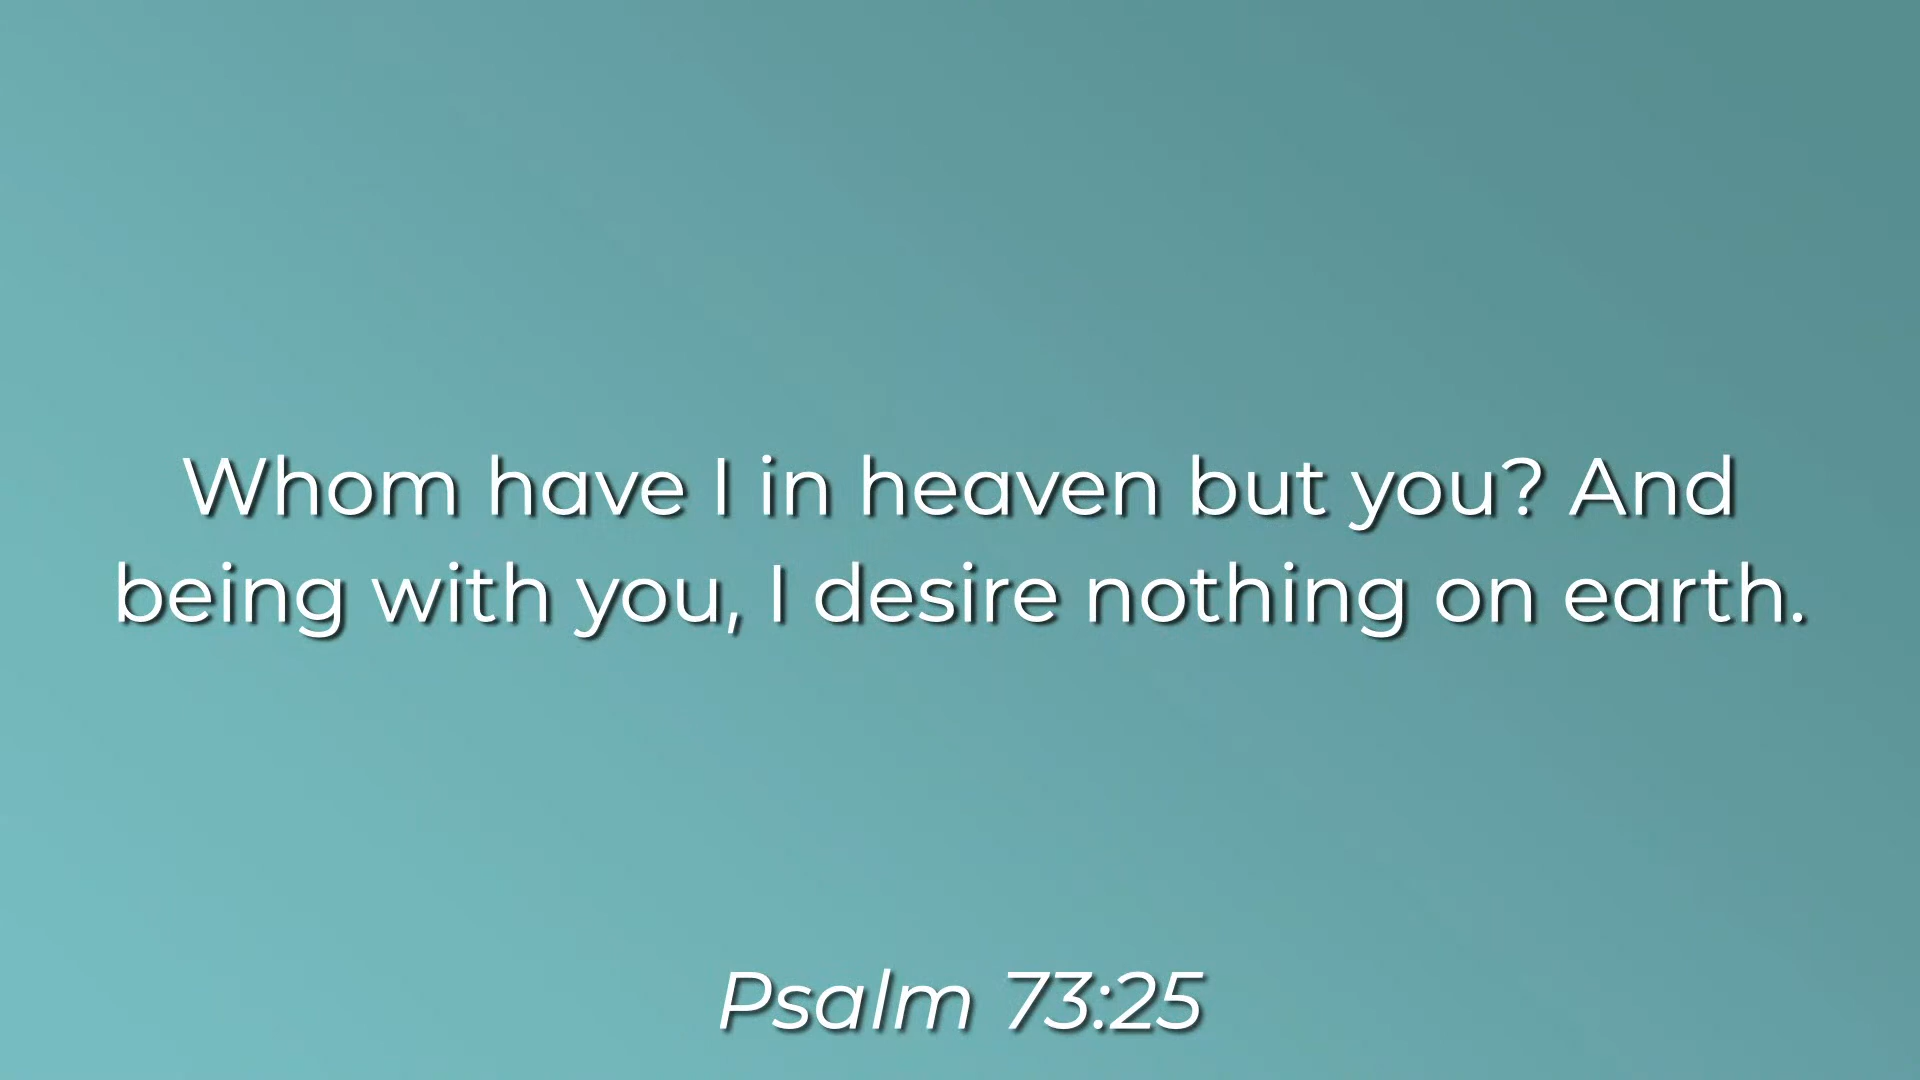 Whom have I in heaven but you? And
being with you, I desire nothing on earth.
Psalm 73:25